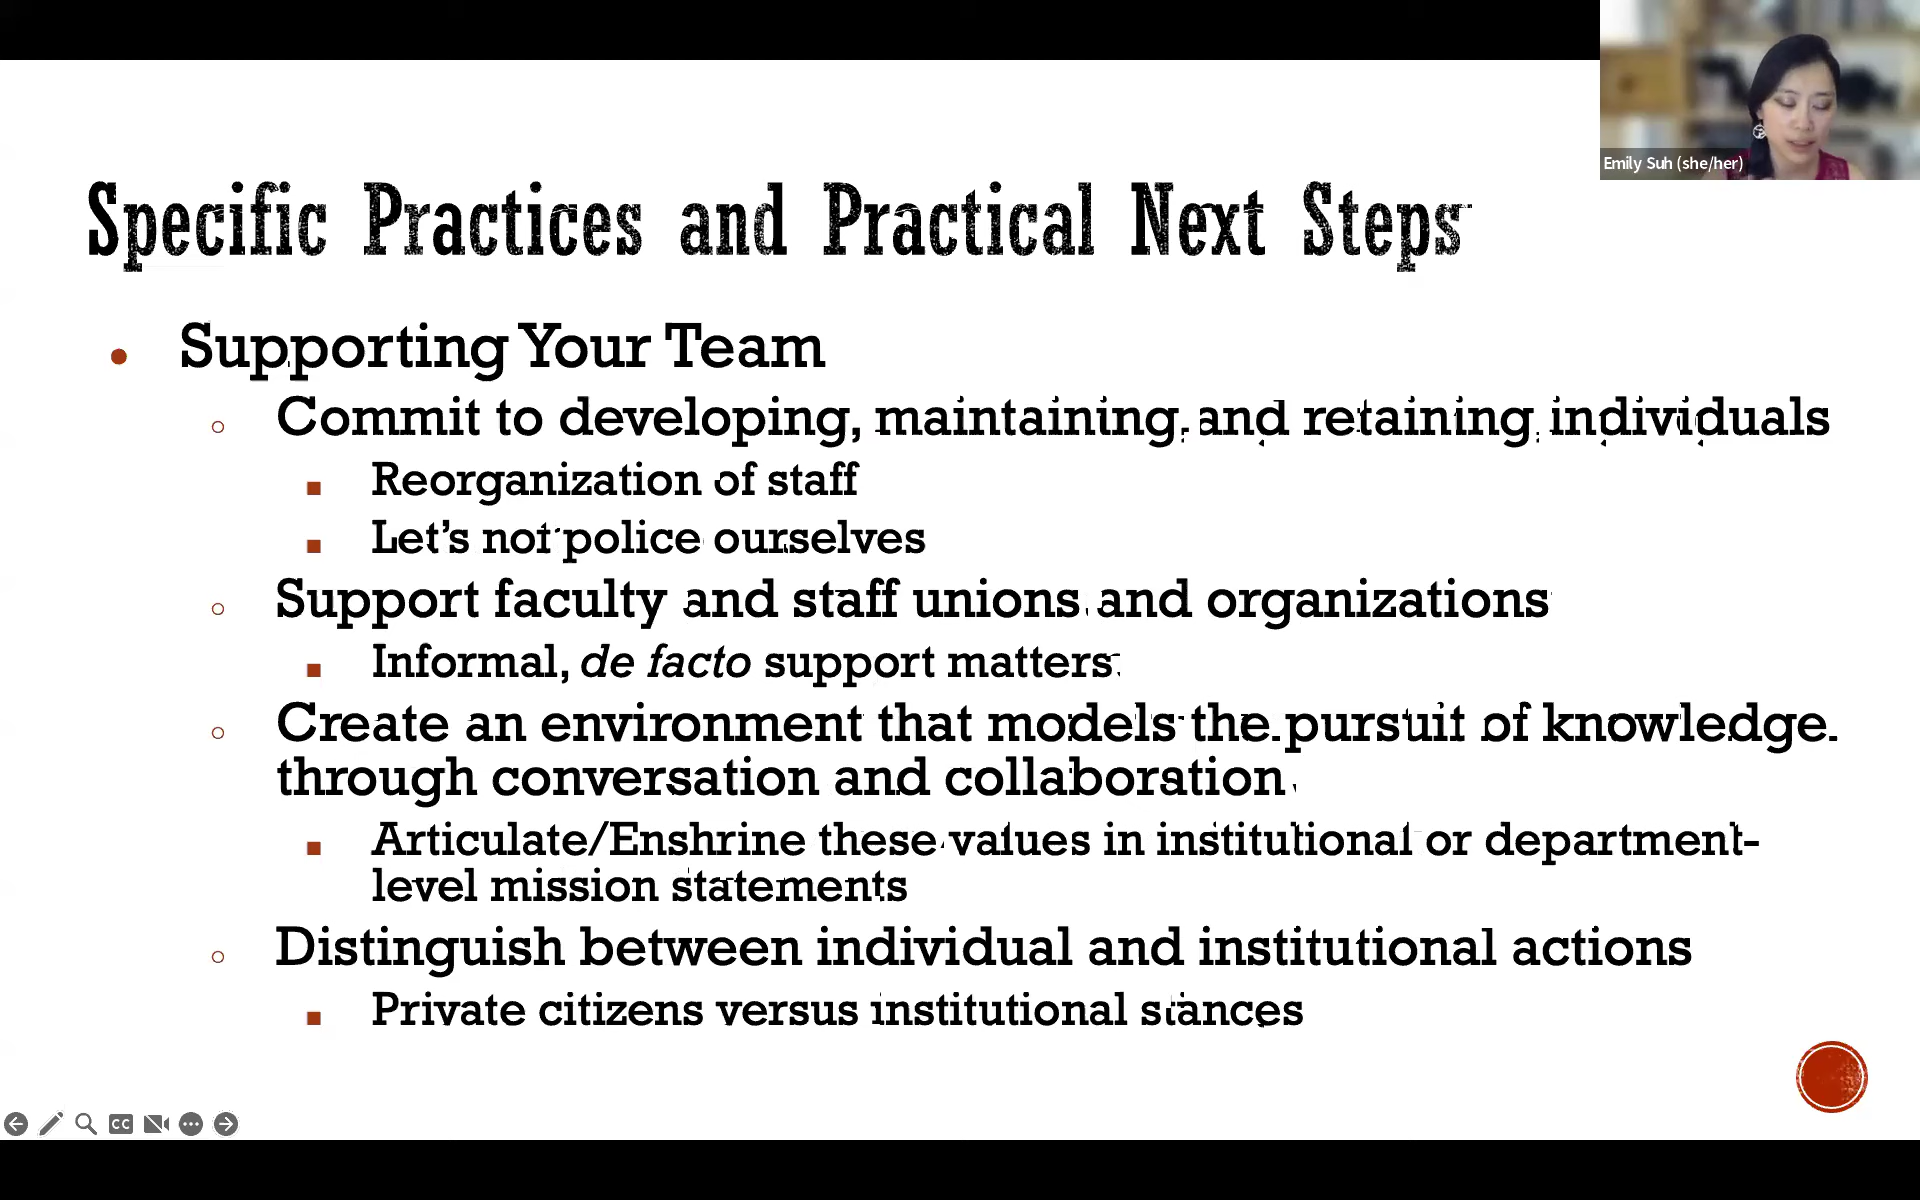 Emily Suh (she/her)
Specific Practices and Practical Next Steps
Supporting Your Team
Commit to developing, maintaining, and retaining individuals
Reorganization of staff
Let's not police ourselves
Support faculty and staff unions and organizations
Informal, de facto support matters
Create an environment that models the pursuit of knowledge
through conversation and collaboration
Articulate/Enshrine these values in institutional or department-
level mission statements
Distinguish between individual and institutional actions
Private citizens versus institutional stances
CC